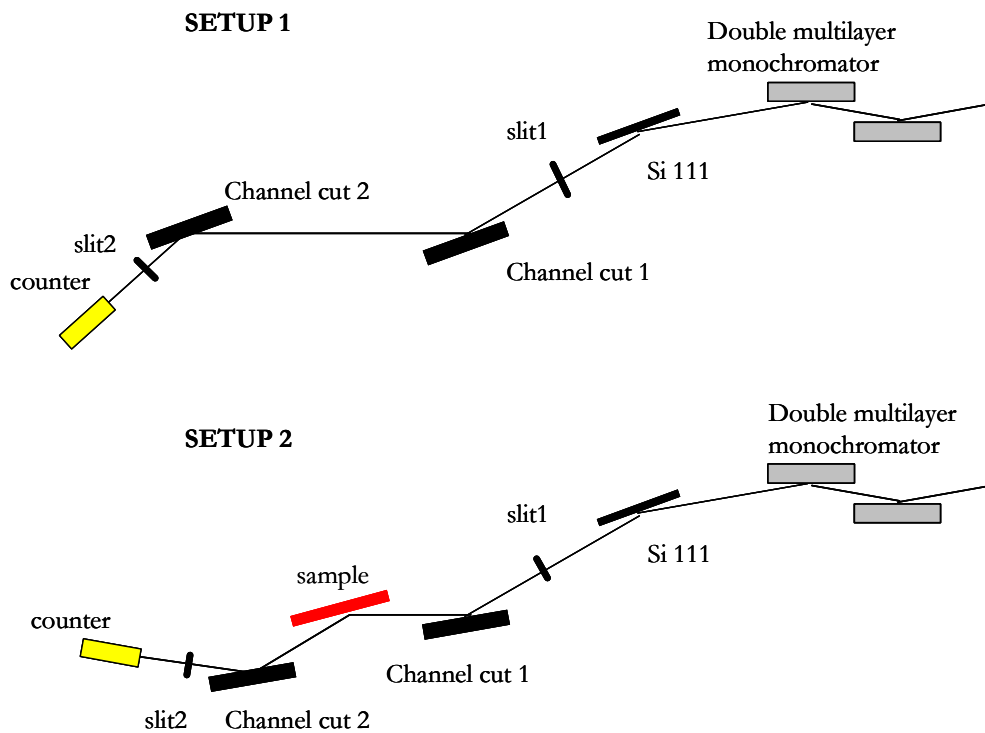 SETUP 1
Double multilayer
monochromator
slit1
Si 111
Channel cut 2
slit2
counter
Channel cut 1
SETUP 2
Double multilayer
monochromator
slit1
Si 111
sample
counter
Channel cut 1
slit2
Channel cut 2